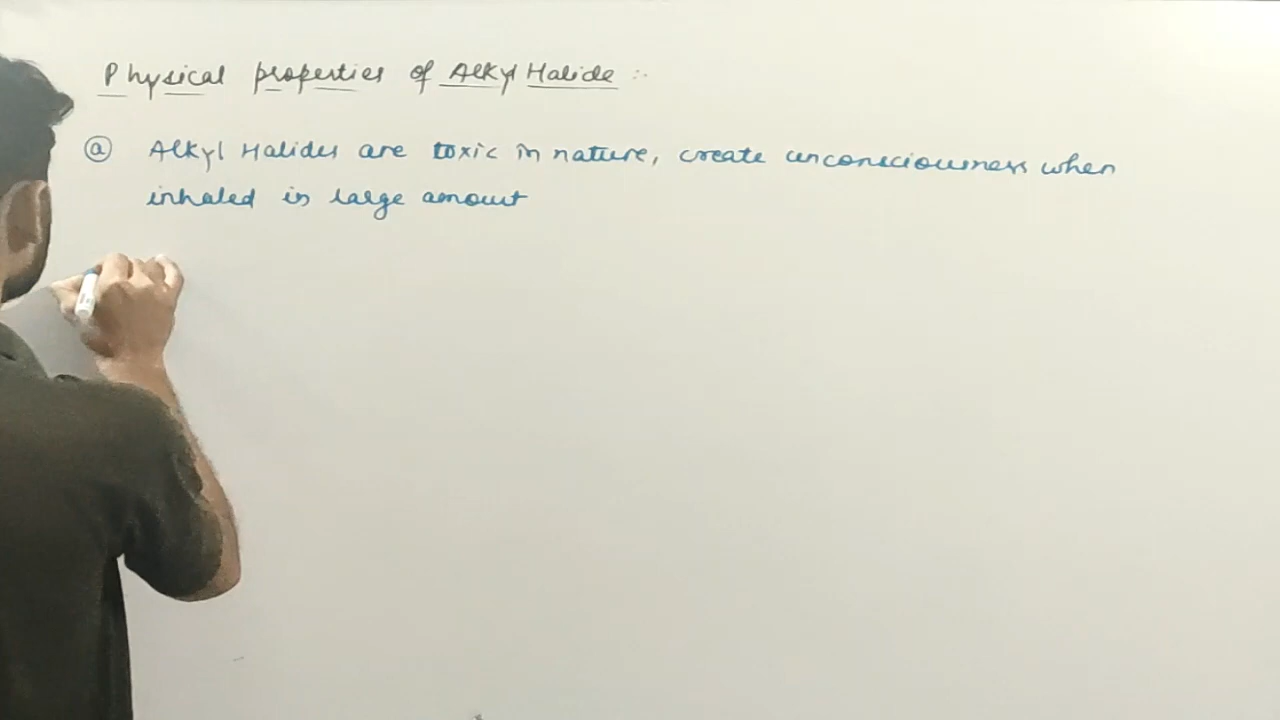 Physical properties of Alkyl Halide :-
ⓐ Alkyl Halides are toxic in nature, create unconsciousness when
inhaled in large amount